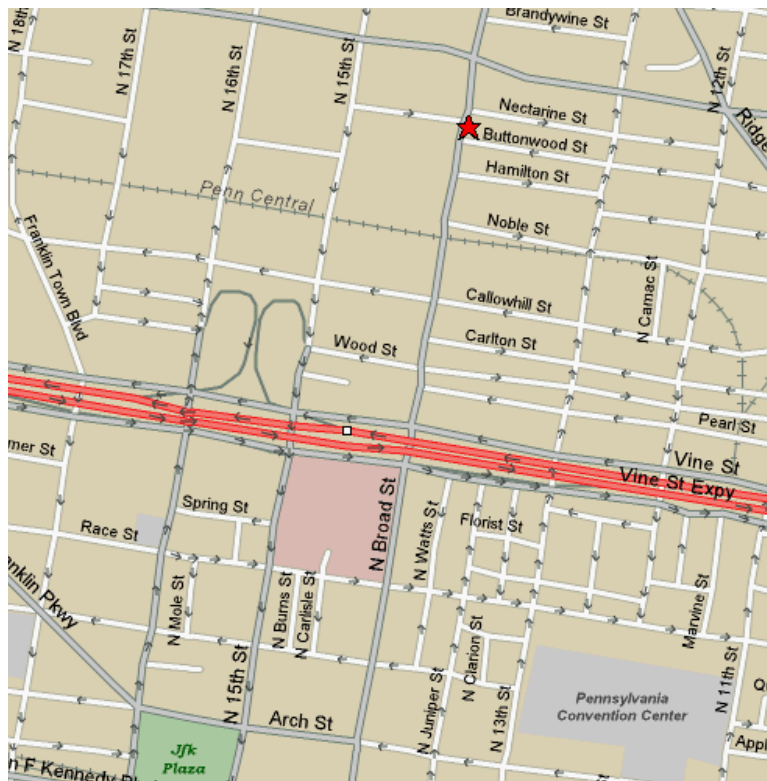 Brandywine St
N 18th St
N 17th St
N 16th St
N 15th St
N 12th St
Nectarine St
Ridge
Buttonwood St
Hamilton St
Penn Central
Noble St
Franklin Town Blvd
N Camac St
Callowhill St
Wood St
Carlton St
Pearl St
Vine St
mer St
Vine St Expy
Spring St
N Broad St
N Watts St
Florist St
Race St
nklin Pkwy
N Mole St
N Burns St
N Carlisle St
Marvine St
N Clarion St
N 15th St
N Juniper St
N 13th St
N 11th St
Pennsylvania
Convention Center
Arch St
Jfk
Plaza
Appl
n F Kennedy